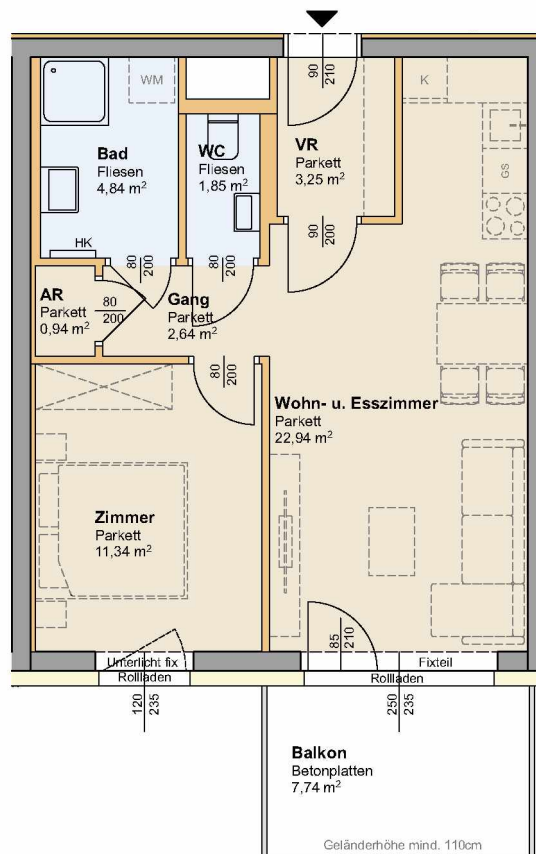 90
210
WM
K
Bad
Fliesen
4,84 m²
WC
Fliesen
1,85 m²
VR
Parkett
3,25 m²
GS
HK
80
200
80
200
90
200
AR
Parkett
0,94 m²
80
200
Gang
Parkett
2,64 m²
80
200
Wohn- u. Esszimmer
Parkett
22,94 m²
Zimmer
Parkett
11,34 m²
85
210
Unterlicht fix
Fixteil
Rollläden
Rollläden
120
235
250
235
Balkon
Betonplatten
7,74 m²
Geländerhöhe mind. 110cm